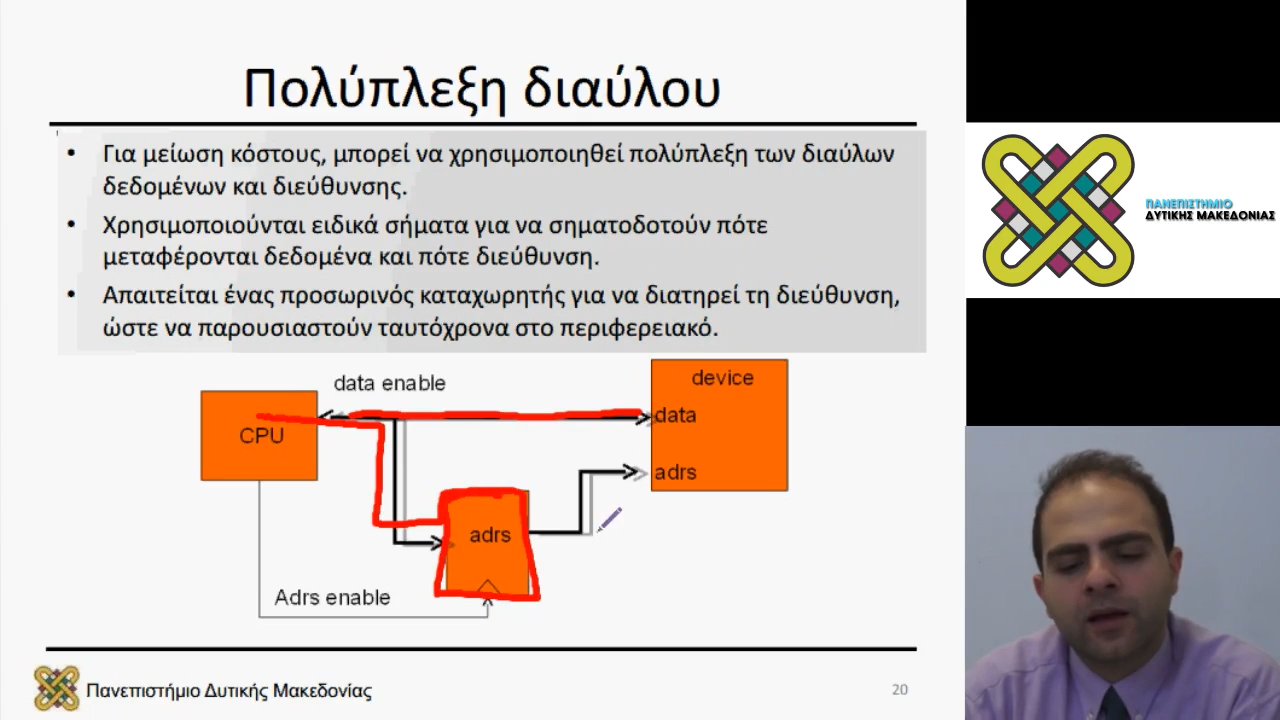 Πολύπλεξη διαύλου
• Για μείωση κόστους, μπορεί να χρησιμοποιηθεί πολύπλεξη των διαύλων
δεδομένων και διεύθυνσης.
• Χρησιμοποιούνται ειδικά σήματα για να σηματοδοτούν πότε
μεταφέρονται δεδομένα και πότε διεύθυνση.
• Απαιτείται ένας προσωρινός καταχωρητής για να διατηρεί τη διεύθυνση,
ώστε να παρουσιαστούν ταυτόχρονα στο περιφερειακό.
data enable
device
data
CPU
adrs
adrs
Adrs enable
Πανεπιστήμιο Δυτικής Μακεδονίας
20
ΠΑΝΕΠΙΣΤΗΜΙΟ
ΔΥΤΙΚΗΣ ΜΑΚΕΔΟΝΙΑΣ